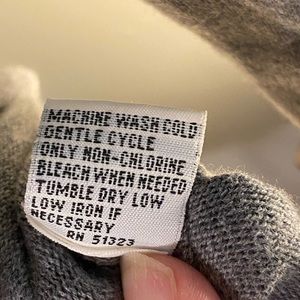 MACHINE WASH COLD
GENTLE CYCLE
ONLY NON-CHLORINE
BLEACH WHEN NEEDED
TUMBLE DRY LOW
LOW IRON IF
NECESSARY
RN 51323